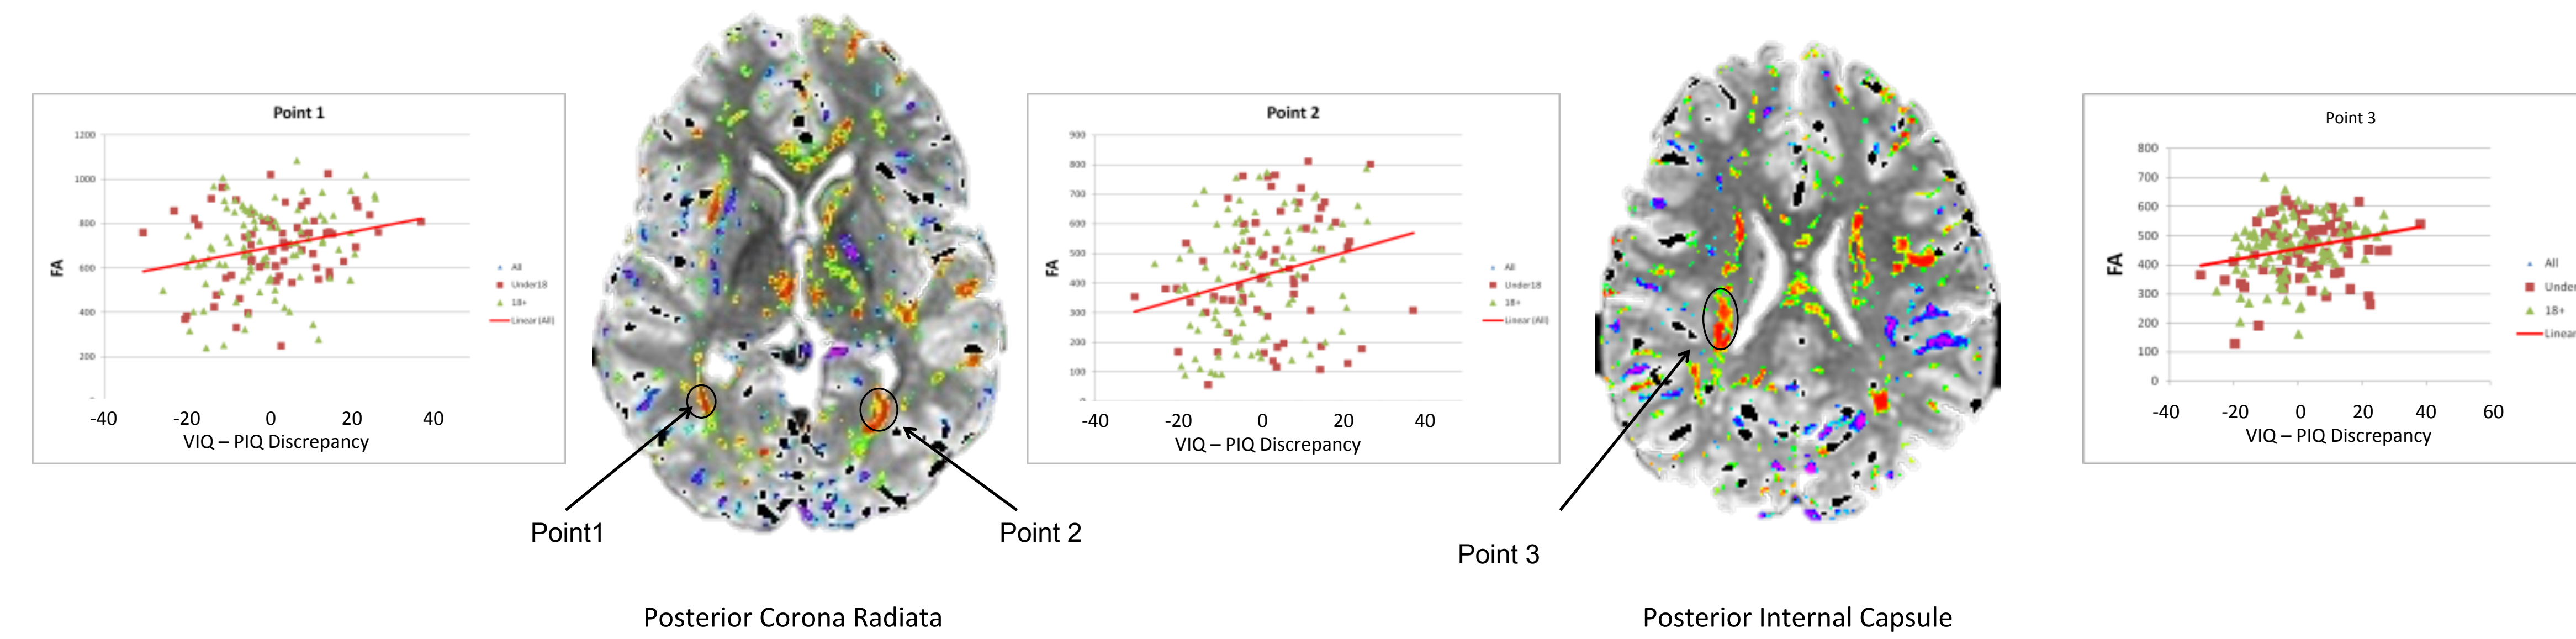 Point 1
1200
1000
800
600
400
200
FA
-40 -20 0 20 40
VIQ – PIQ Discrepancy
All
Under18
18+
Linear (All)
Point1
Point 2
Posterior Corona Radiata
Point 2
900
800
700
600
500
400
300
200
100
FA
-40 -20 0 20 40
VIQ – PIQ Discrepancy
All
Under18
18+
Linear (All)
Point 3
Posterior Internal Capsule
Point 3
800
700
600
500
400
300
200
100
0
FA
-40 -20 0 20 40 60
VIQ – PIQ Discrepancy
All
Under
18+
Linear